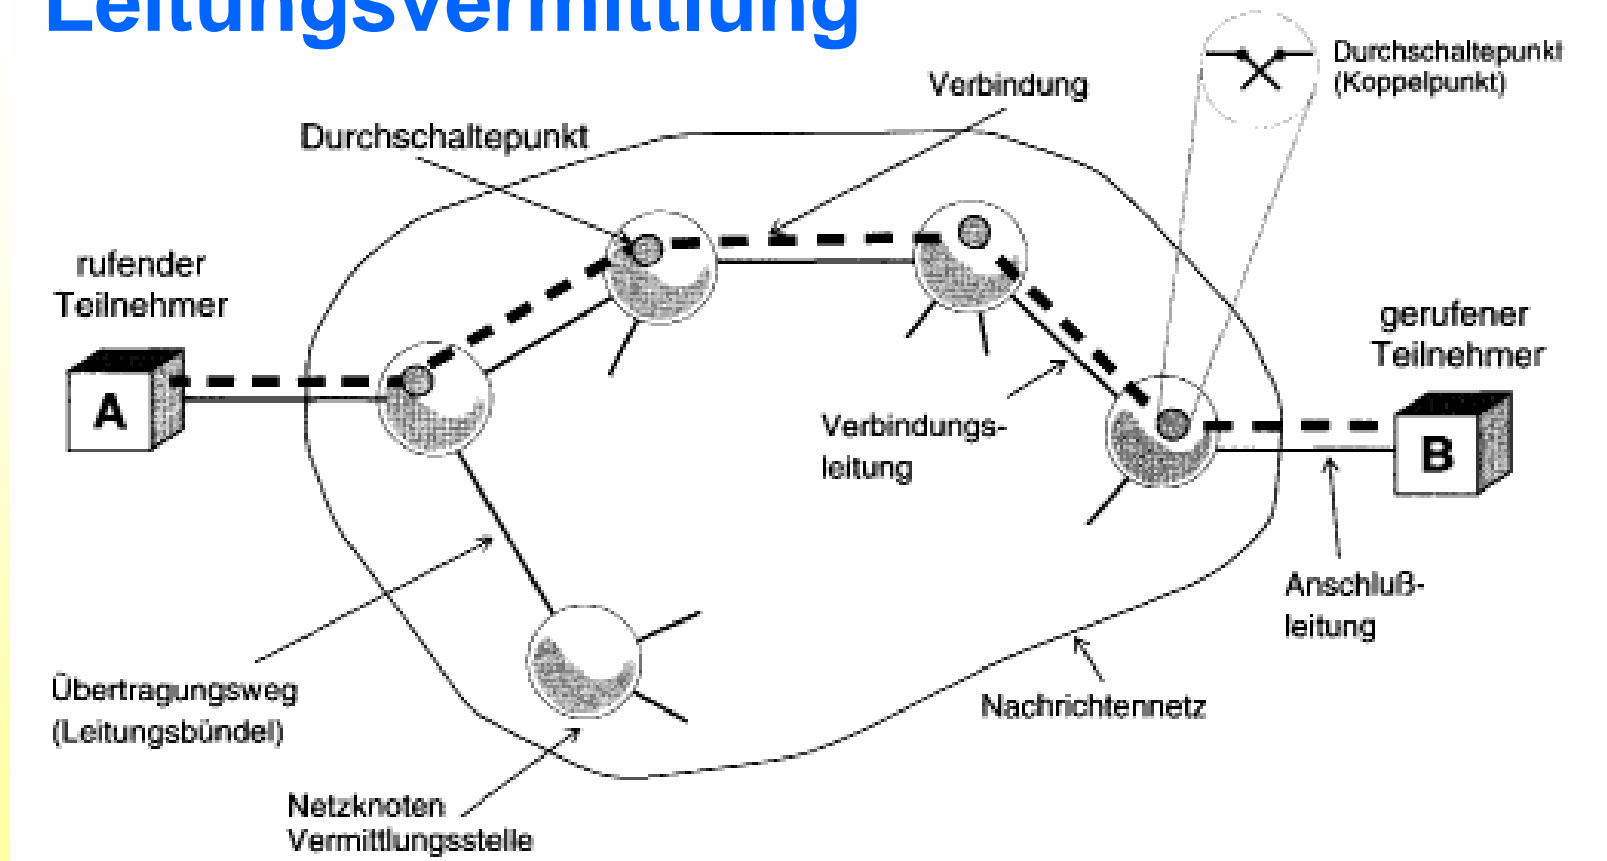 Leitungsvermittlung
Durchschaltepunkt
(Koppelpunkt)
Verbindung
Durchschaltepunkt
rufender
Teilnehmer
gerufener
Teilnehmer
A
Verbindungs-
leitung
B
Anschluß-
leitung
Übertragungsweg
(Leitungsbündel)
Nachrichtennetz
Netzknoten
Vermittlungsstelle